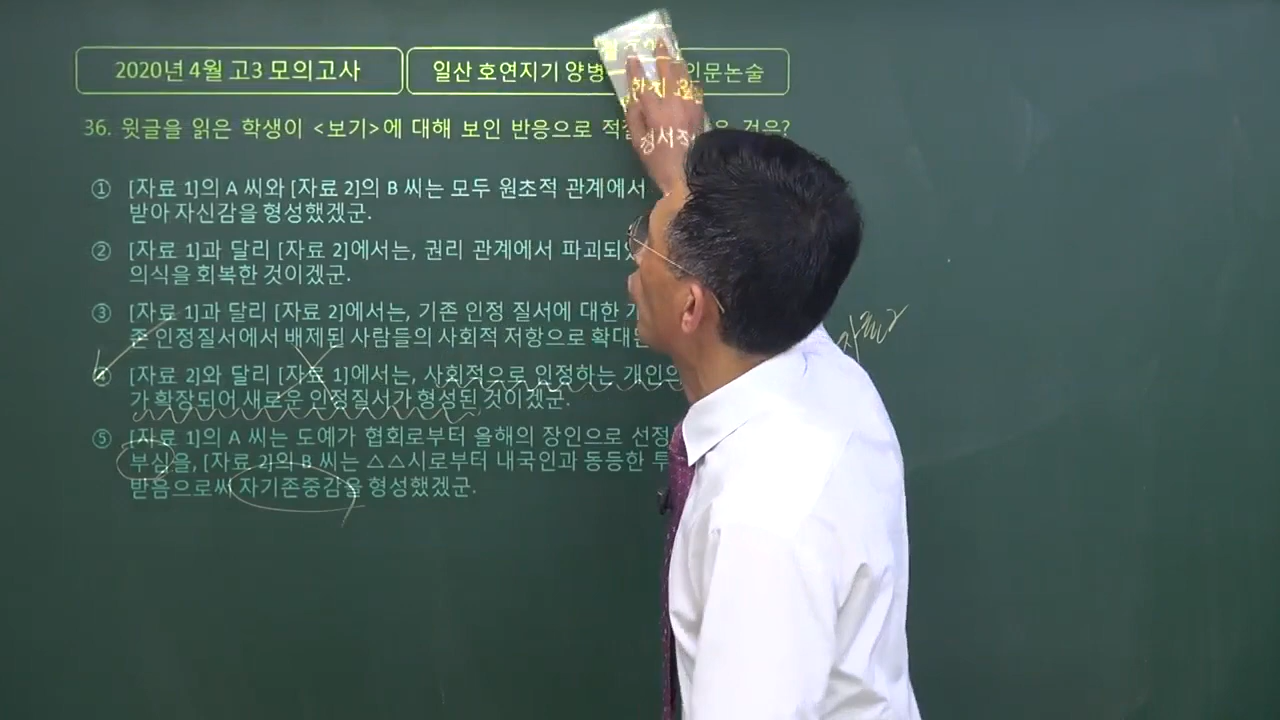 2020년 4월 고3 모의고사
일산 호연지기 양병 인문논술
36. 윗글을 읽은 학생이 <보기>에 대해 보인 반응으로 적절 은 것은?
① [자료 1]의 A 씨와 [자료 2]의 B 씨는 모두 원초적 관계에서
받아 자신감을 형성했겠군.
② [자료 1]과 달리 [자료 2]에서는, 권리 관계에서 파괴되었
의식을 회복한 것이겠군.
③ [자료 1]과 달리 [자료 2]에서는, 기존 인정 질서에 대한
존 인정질서에서 배제된 사람들의 사회적 저항으로 확대
[자료 2]와 달리 [자료 1]에서는, 사회적으로 인정하는 개인은
가 확장되어 새로운 인정질서가 형성된 것이겠군.
⑤ [자료 1]의 A 씨는 도예가 협회로부터 올해의 장인으로 선정
부심을, [자료 2]의 B 씨는 △△시로부터 내국인과 동등한 투
받음으로써 자기존중감을 형성했겠군.
자료2